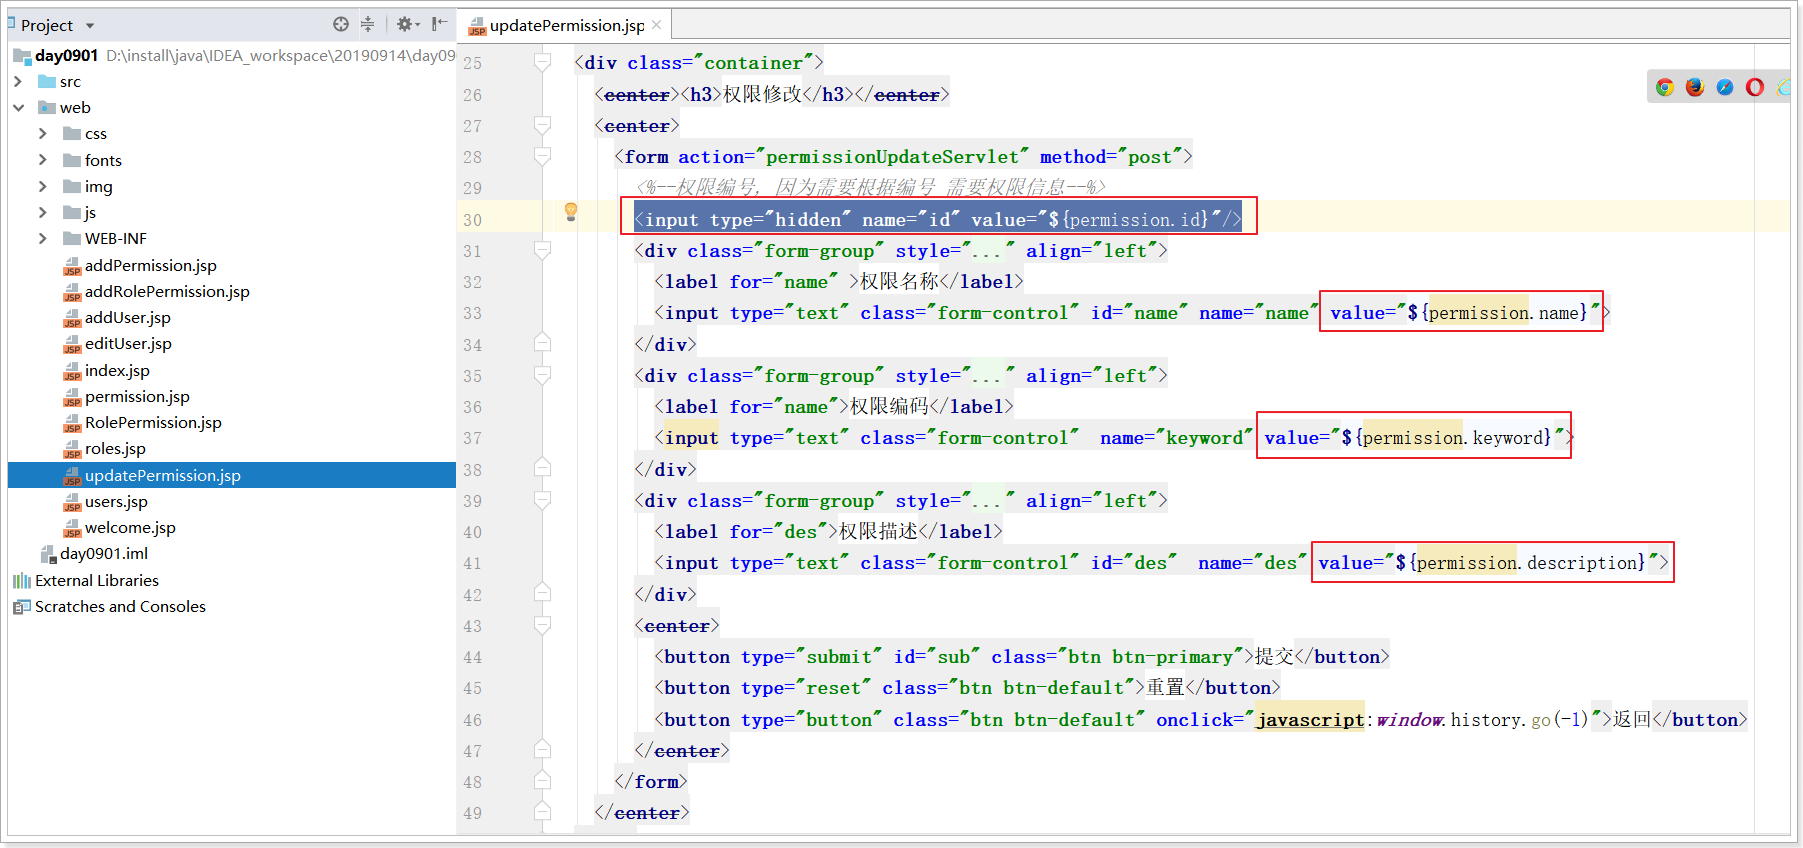 Project
updatePermission.jsp
day0901 D:\install\java\IDEA_workspace\20190914\day09
src
web
css
fonts
img
js
WEB-INF
addPermission.jsp
addRolePermission.jsp
addUser.jsp
editUser.jsp
index.jsp
permission.jsp
RolePermission.jsp
roles.jsp
updatePermission.jsp
users.jsp
welcome.jsp
day0901.iml
External Libraries
Scratches and Consoles
25 <div class="container">
26 <center><h3>权限修改</h3></center>
27 <center>
28 <form action="permissionUpdateServlet" method="post">
29 <%--权限编号, 因为需要根据编号 需要权限信息--%>
30 <input type="hidden" name="id" value="${permission.id}"/>
31 <div class="form-group" style="..." align="left">
32 <label for="name" >权限名称</label>
33 <input type="text" class="form-control" id="name" name="name" value="${permission.name}">
34 </div>
35 <div class="form-group" style="..." align="left">
36 <label for="name">权限编码</label>
37 <input type="text" class="form-control"  name="keyword" value="${permission.keyword}">
38 </div>
39 <div class="form-group" style="..." align="left">
40 <label for="des">权限描述</label>
41 <input type="text" class="form-control" id="des"  name="des" value="${permission.description}">
42 </div>
43 <center>
44 <button type="submit" id="sub" class="btn btn-primary">提交</button>
45 <button type="reset" class="btn btn-default">重置</button>
46 <button type="button" class="btn btn-default" onclick="javascript:window.history.go(-1)">返回</button>
47 </center>
48 </form>
49 </center>
JSP
JSP
JSP
JSP
JSP
JSP
JSP
JSP
JSP
JSP
JSP
JSP